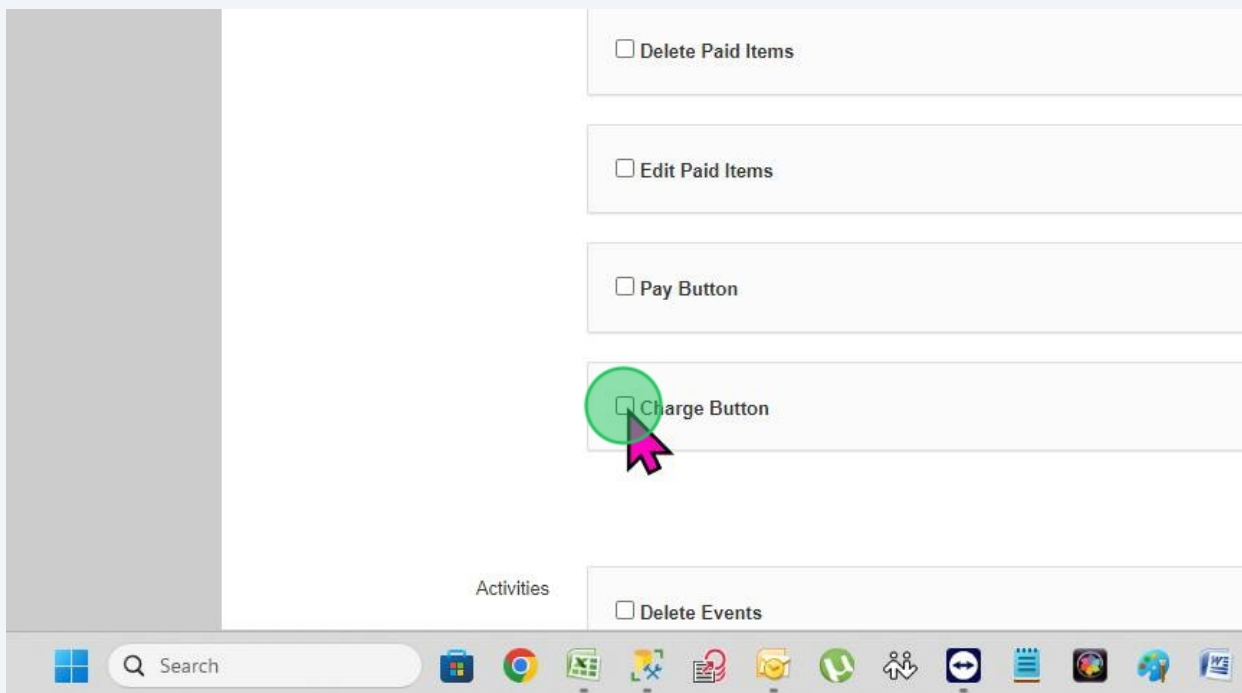 Delete Paid Items
Edit Paid Items
Pay Button
Charge Button
Activities
Delete Events
Search